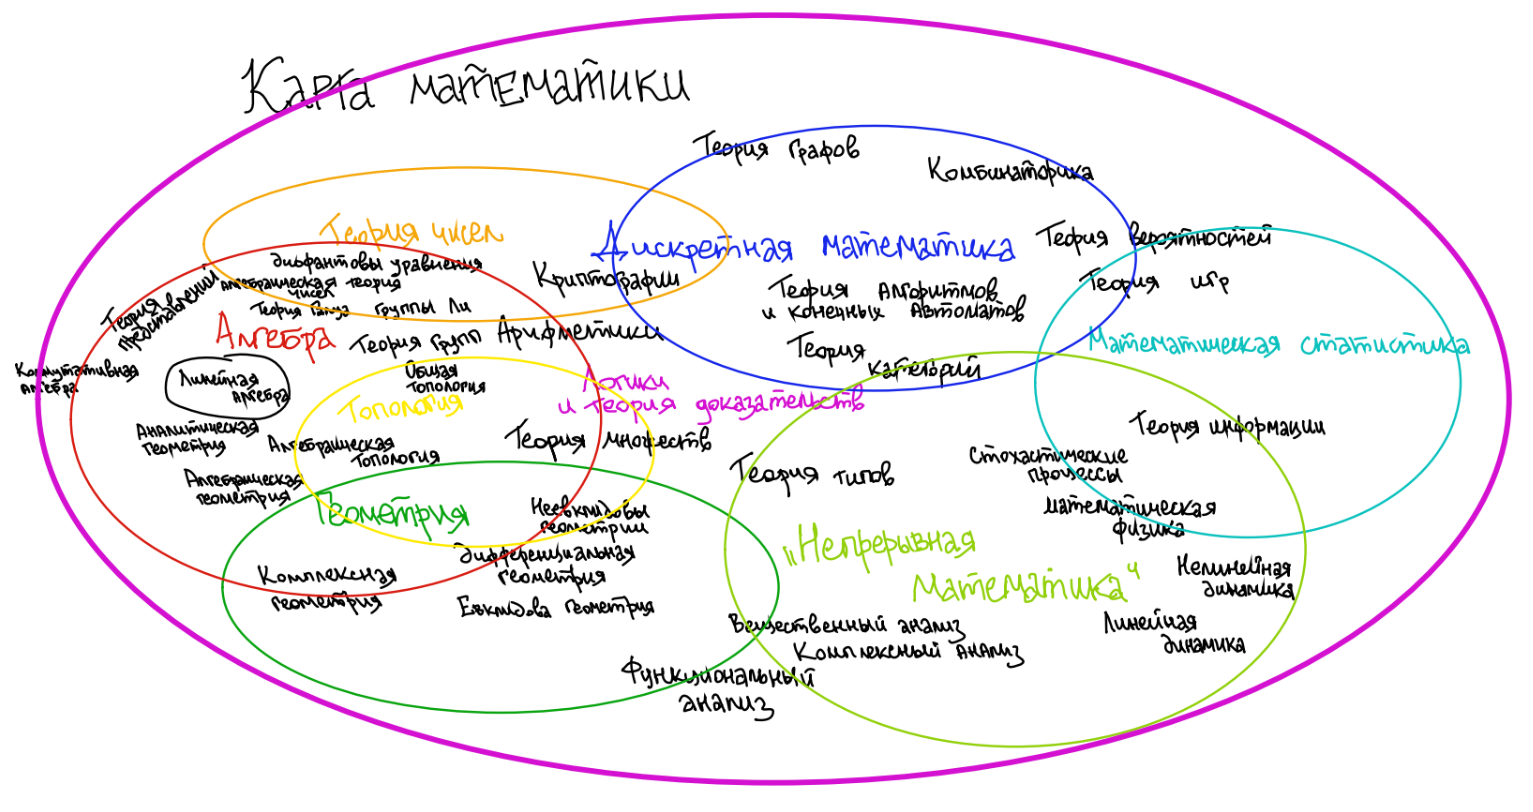 Карта математики
Теория графов
Комбинаторика
Теория чисел
Дискретная математика
Теория вероятностей
Диофантовы уравнения
Криптографии
Теория игр
Алгебраическая теория
чисел
Теория
представлений
Теория Галуа
Группы Ли
Теория Алгоритмов
и конечных Автоматов
Алгебра
Теория Групп
Арифметики
Теория
категорий
Математическая статистика
Коммутативная
алгебра
Линейная
алгебра
Общая
топология
Топология
Логики
и теория доказательств
Аналитическая
геометрия
Алгебраическая
топология
Теория множеств
Теория информации
Стохастические
процессы
Теория типов
Алгебраическая
геометрия
Геометрия
Неевклидовы
геометрии
Математическая
физика
Дифференциальная
геометрия
„Непрерывная
Математика“
Нелинейная
динамика
Комплексная
геометрия
Евклидова геометрия
Вещественный анализ
Комплексный анализ
Линейная
динамика
Функциональный
анализ